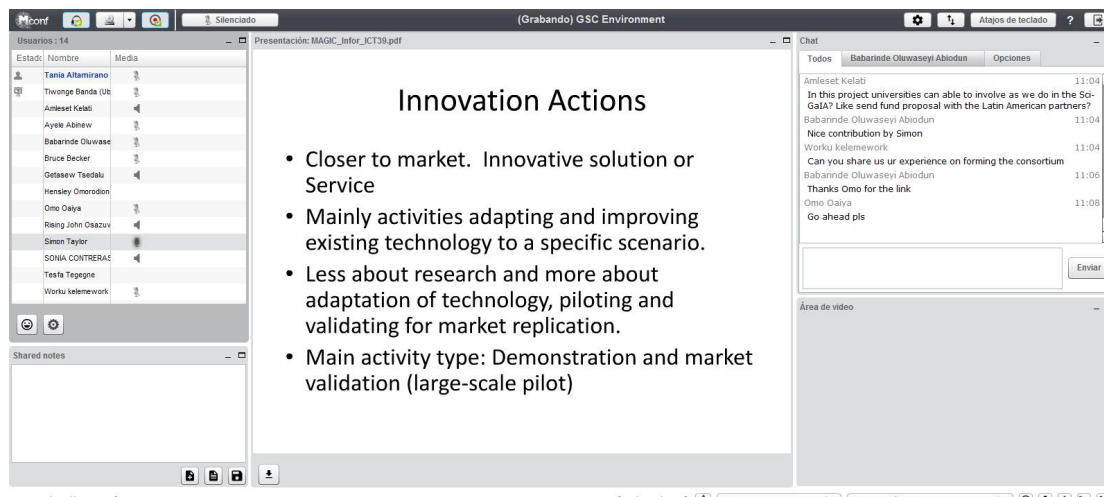 Mconf
Silenciado
(Grabando) GSC Environment
Atajos de teclado
?
Usuarios : 14
Estado Nombre Media
Tania Altamirano
Tiwonge Banda (Ub
Amleset Kelati
Ayele Abinew
Babarinde Oluwase
Bruce Becker
Getasew Tsedalu
Hensley Omorodion
Omo Oaiya
Rising John Osazuv
Simon Taylor
SONIA CONTRERAS
Tesfa Tegegne
Worku kelemework
Shared notes
Presentación: MAGIC_Infor_ICT39.pdf
Innovation Actions
• Closer to market. Innovative solution or
Service
• Mainly activities adapting and improving
existing technology to a specific scenario.
• Less about research and more about
adaptation of technology, piloting and
validating for market replication.
• Main activity type: Demonstration and market
validation (large-scale pilot)
Chat
Todos Babarinde Oluwaseyi Abiodun Opciones
Amleset Kelati 11:04
In this project universities can able to involve as we do in the Sci-
GaIA? Like send fund proposal with the Latin American partners?
Babarinde Oluwaseyi Abiodun 11:04
Nice contribution by Simon
Worku kelemework 11:04
Can you share us ur experience on forming the consortium
Babarinde Oluwaseyi Abiodun 11:06
Thanks Omo for the link
Omo Oaiya 11:08
Go ahead pls
Enviar
Área de video